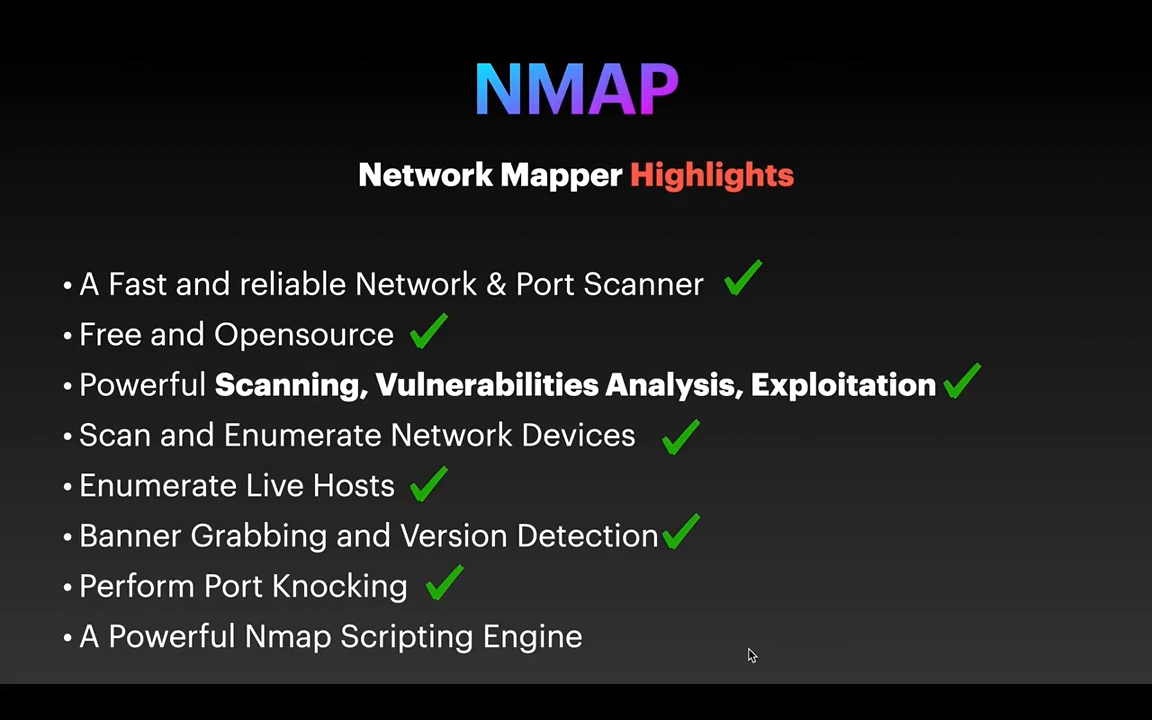 NMAP
Network Mapper Highlights
• A Fast and reliable Network & Port Scanner
• Free and Opensource
• Powerful Scanning, Vulnerabilities Analysis, Exploitation
• Scan and Enumerate Network Devices
• Enumerate Live Hosts
• Banner Grabbing and Version Detection
• Perform Port Knocking
• A Powerful Nmap Scripting Engine